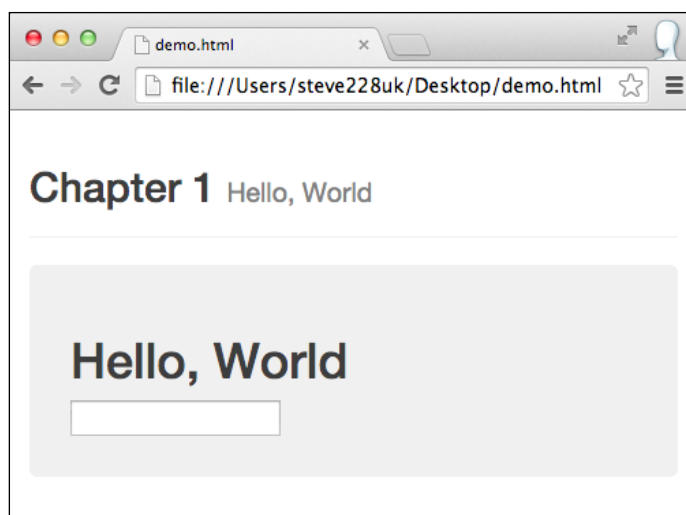 demo.html
file:///Users/steve228uk/Desktop/demo.html
Chapter 1 Hello, World
Hello, World